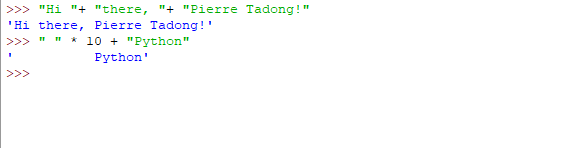 >>> "Hi "+ "there, "+ "Pierre Tadong!"
'Hi there, Pierre Tadong!'
>>> " " * 10 + "Python"
'          Python'
>>>